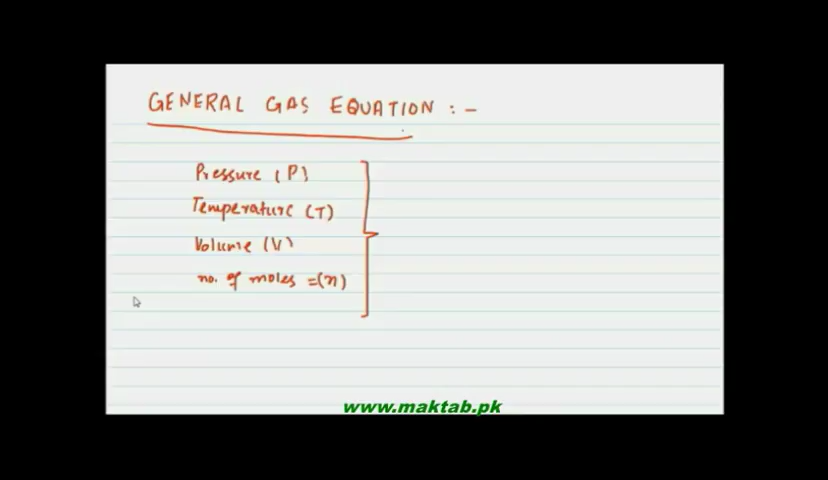 GENERAL GAS EQUATION :-
Pressure (P)
Temperature (T)
Volume (V)
no. of moles =(n)
www.maktab.pk